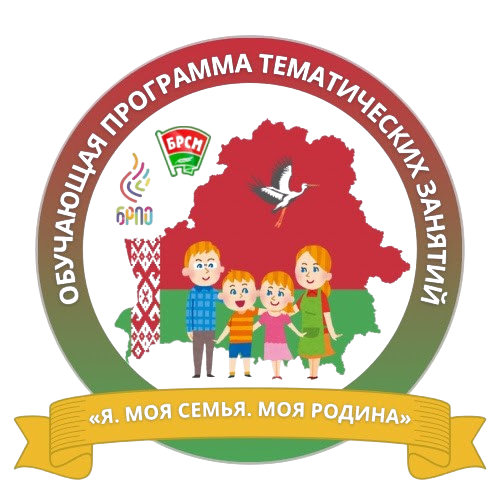 ОБУЧАЮЩАЯ ПРОГРАММА ТЕМАТИЧЕСКИХ ЗАНЯТИЙ
БРСМ
БРПО
«Я. МОЯ СЕМЬЯ. МОЯ РОДИНА»